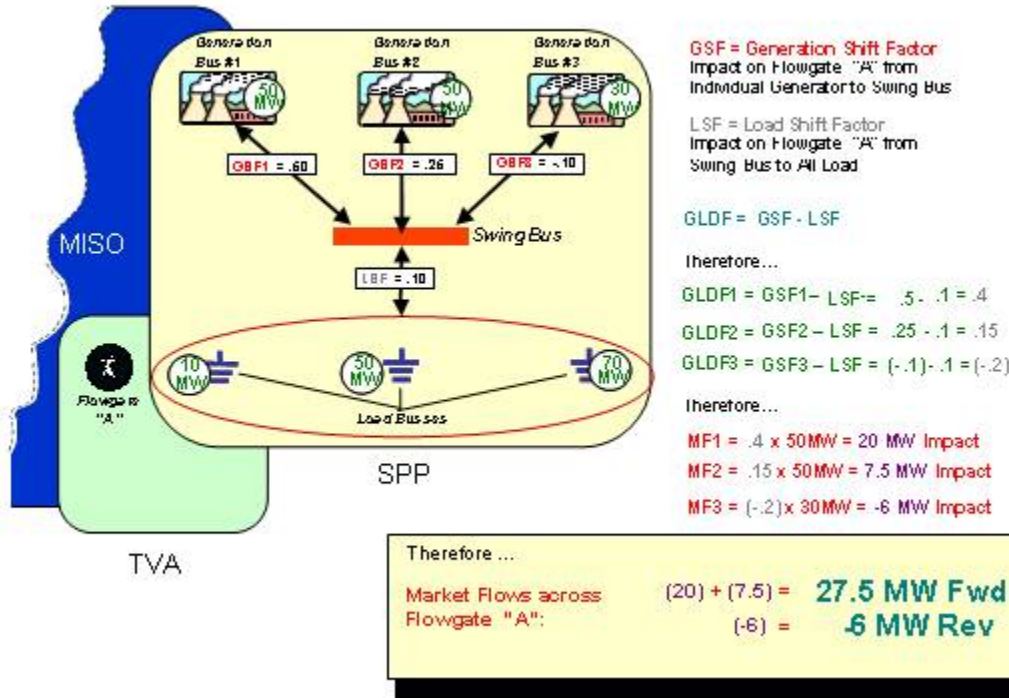 Generation
Bus #1
Generation
Bus #2
Generation
Bus #3
50
MW
50
MW
30
MW
GSF1 = .60
GSF2 = .26
GSF3 = -.10
Swing Bus
LSF = .10
10
MW
50
MW
70
MW
Load Busses
MISO
Flowgate
"A"
SPP
TVA
GSF = Generation Shift Factor
Impact on Flowgate "A" from
Individual Generator to Swing Bus
LSF = Load Shift Factor
Impact on Flowgate "A" from
Swing Bus to All Load
GLDF = GSF - LSF
Therefore...
GLDF1 = GSF1 – LSF = .5 - .1 = .4
GLDF2 = GSF2 – LSF = .25 - .1 = .15
GLDF3 = GSF3 – LSF = (-.1) - .1 = (-.2)
Therefore...
MF1 = .4 x 50MW = 20 MW Impact
MF2 = .15 x 50MW = 7.5 MW Impact
MF3 = (-.2) x 30MW = -6 MW Impact
Therefore ...
Market Flows across (20) + (7.5) = 27.5 MW Fwd
Flowgate "A": (-6) = -6 MW Rev